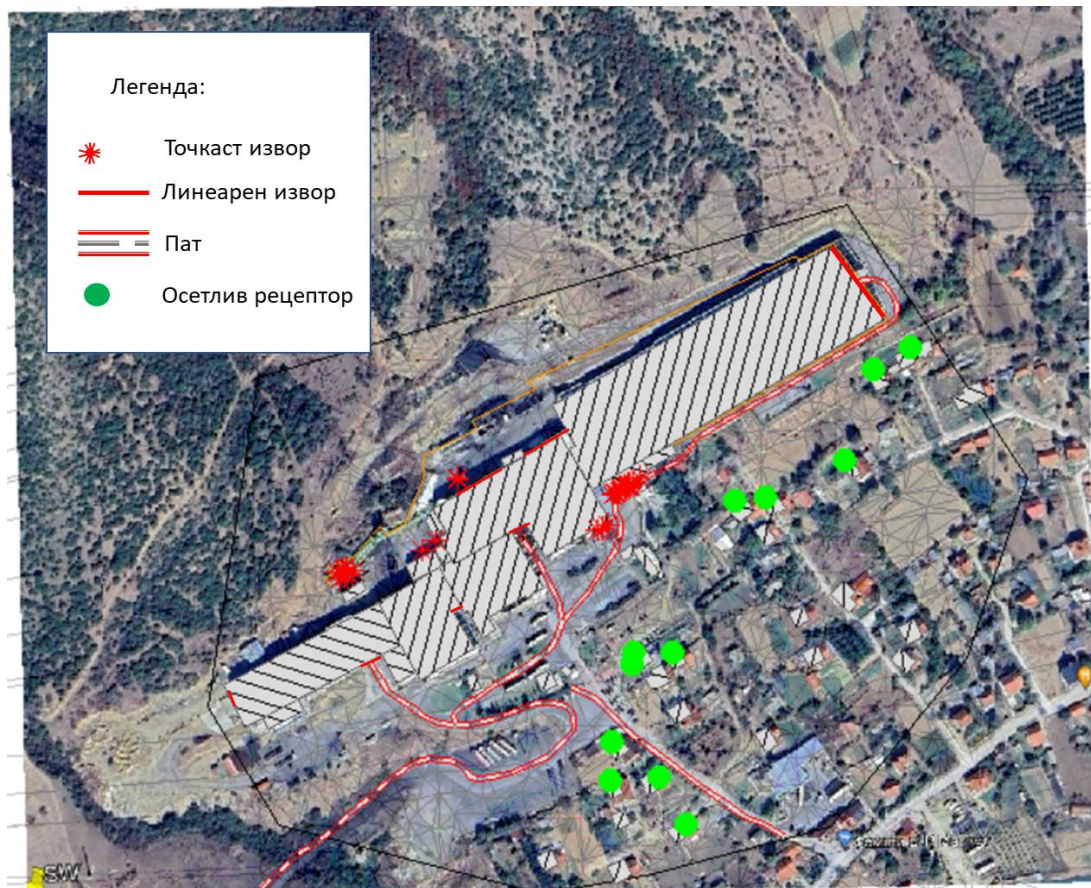 Легенда:
Точкаст извор
Линеарен извор
Пат
Осетлив рецептор
SW